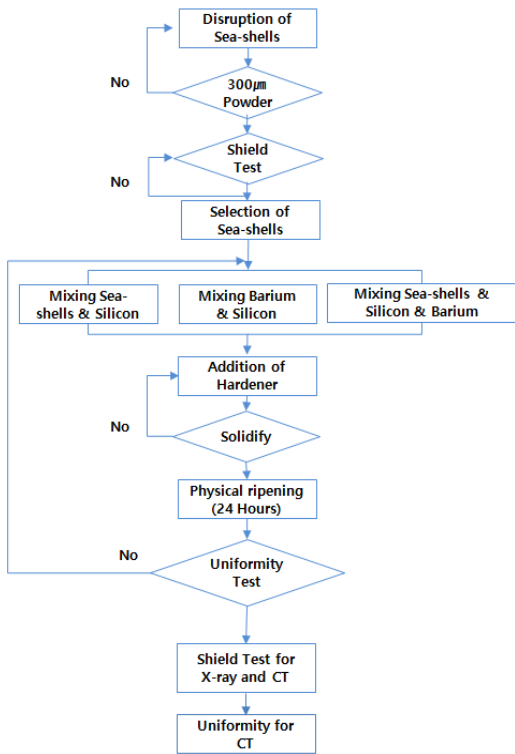 Disruption of
Sea-shells
No
300㎛
Powder
Shield
Test
No
Selection of
Sea-shells
Mixing Sea-
shells & Silicon
Mixing Barium
& Silicon
Mixing Sea-shells &
Silicon & Barium
Addition of
Hardener
No
Solidify
Physical ripening
(24 Hours)
No
Uniformity
Test
Shield Test for
X-ray and CT
Uniformity for
CT